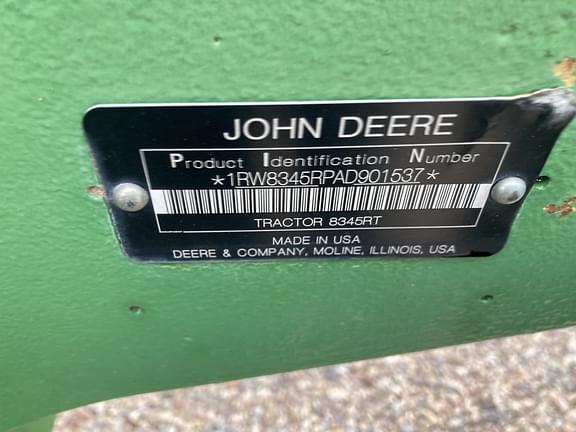 JOHN DEERE
Product Identification Number
*1RW8345RPAD901537*
TRACTOR 8345RT
MADE IN USA
DEERE & COMPANY, MOLINE, ILLINOIS, USA